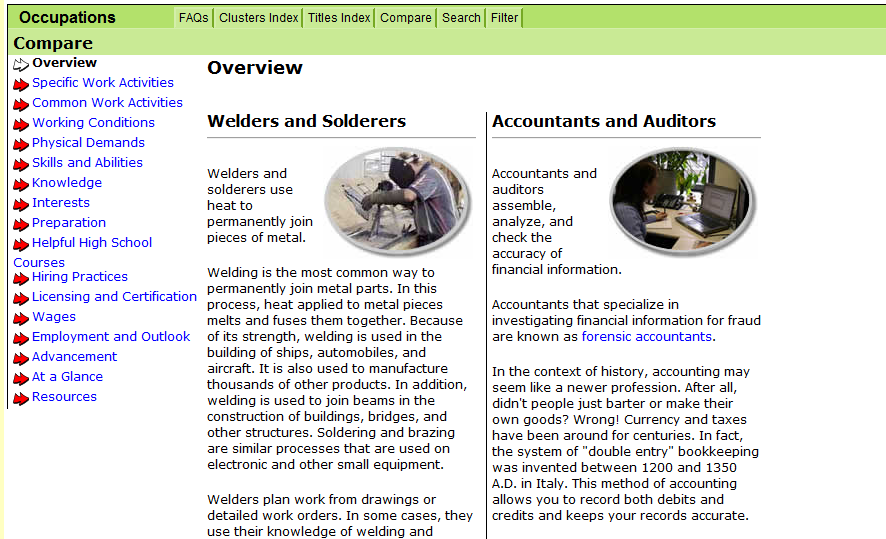 Occupations
FAQs
Clusters Index
Titles Index
Compare
Search
Filter
Compare
Overview
Specific Work Activities
Common Work Activities
Working Conditions
Physical Demands
Skills and Abilities
Knowledge
Interests
Preparation
Helpful High School
Courses
Hiring Practices
Licensing and Certification
Wages
Employment and Outlook
Advancement
At a Glance
Resources
Overview
Welders and Solderers
Welders and
solderers use
heat to
permanently join
pieces of metal.
Welding is the most common way to
permanently join metal parts. In this
process, heat applied to metal pieces
melts and fuses them together. Because
of its strength, welding is used in the
building of ships, automobiles, and
aircraft. It is also used to manufacture
thousands of other products. In addition,
welding is used to join beams in the
construction of buildings, bridges, and
other structures. Soldering and brazing
are similar processes that are used on
electronic and other small equipment.
Welders plan work from drawings or
detailed work orders. In some cases, they
use their knowledge of welding and
Accountants and Auditors
Accountants and
auditors
assemble,
analyze, and
check the
accuracy of
financial information.
Accountants that specialize in
investigating financial information for fraud
are known as forensic accountants.
In the context of history, accounting may
seem like a newer profession. After all,
didn't people just barter or make their
own goods? Wrong! Currency and taxes
have been around for centuries. In fact,
the system of "double entry" bookkeeping
was invented between 1200 and 1350
A.D. in Italy. This method of accounting
allows you to record both debits and
credits and keeps your records accurate.